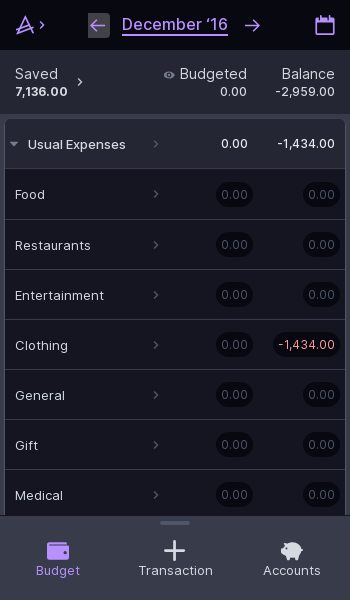 December ‘16
Saved Budgeted Balance
7,136.00 0.00 -2,959.00
Usual Expenses 0.00 -1,434.00
Food 0.00 0.00
Restaurants 0.00 0.00
Entertainment 0.00 0.00
Clothing 0.00 -1,434.00
General 0.00 0.00
Gift 0.00 0.00
Medical 0.00 0.00
Budget Transaction Accounts